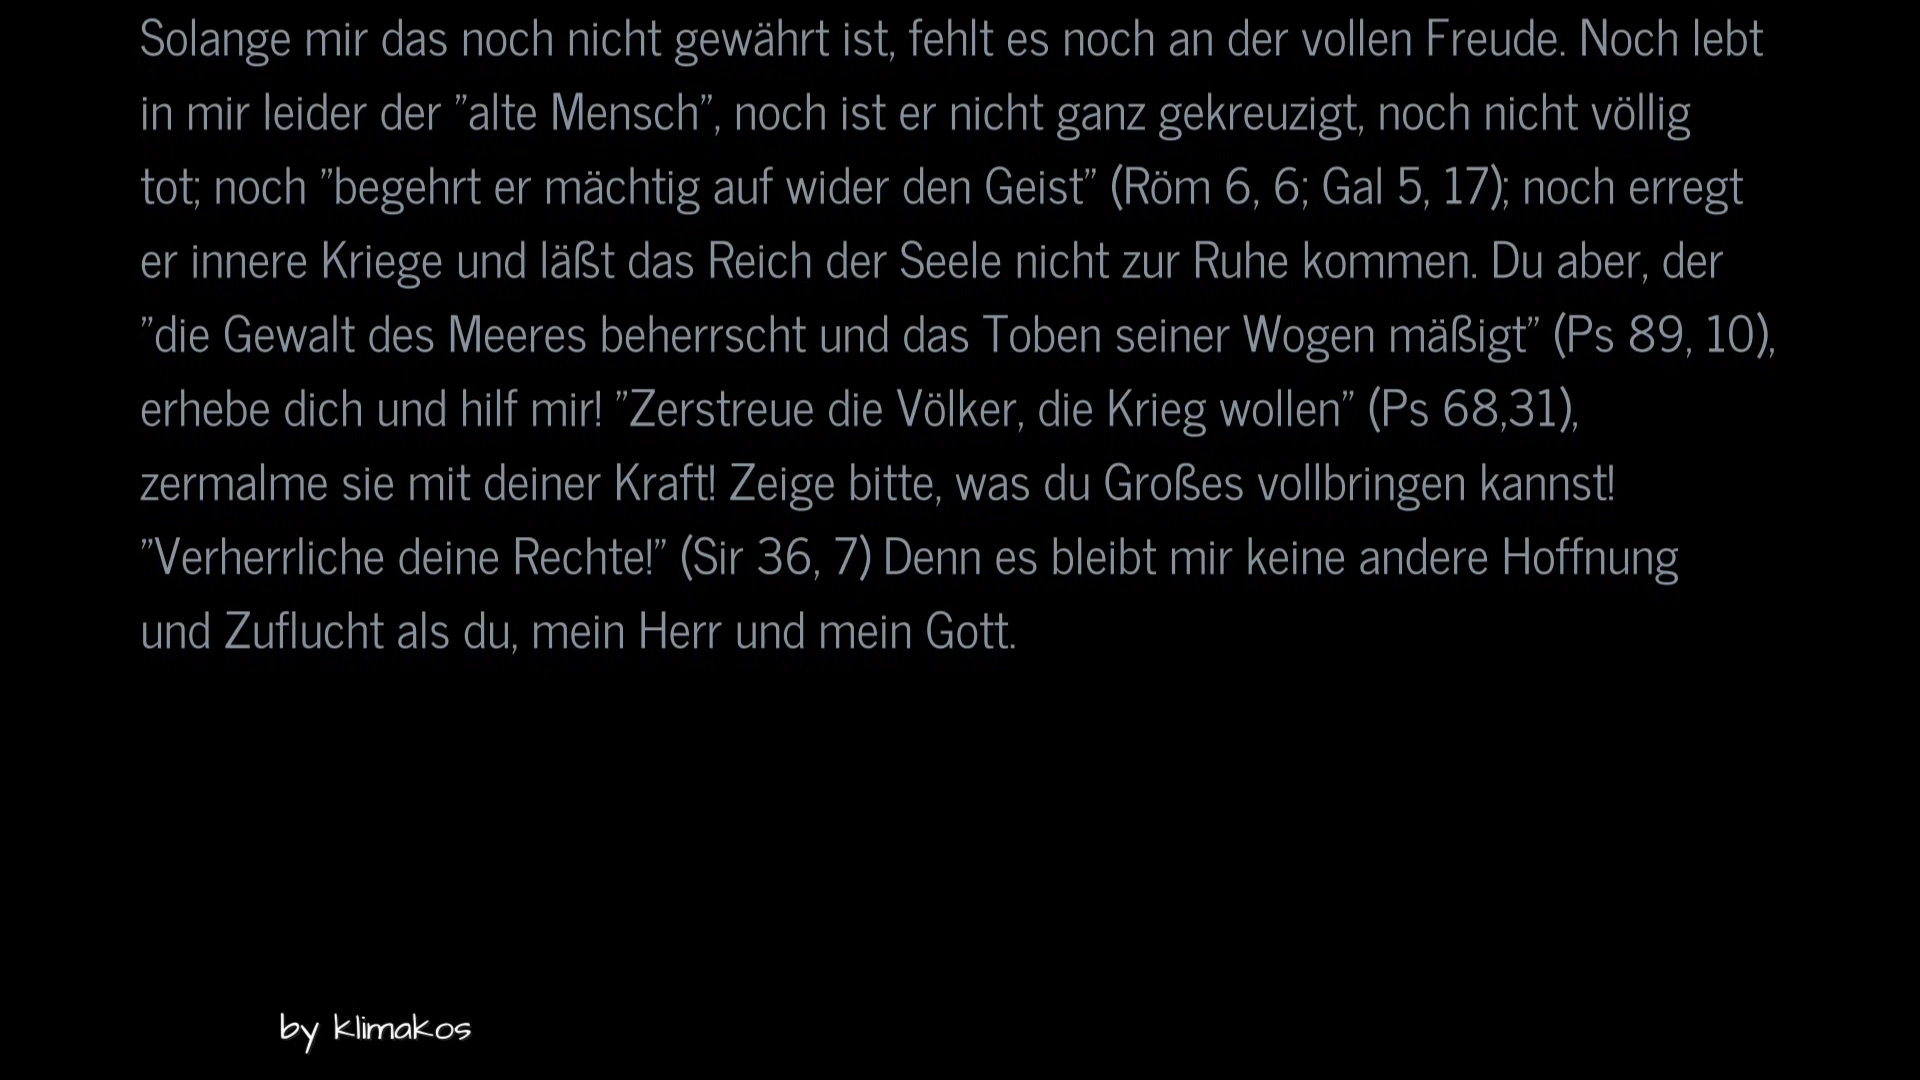 Solange mir das noch nicht gewährt ist, fehlt es noch an der vollen Freude. Noch lebt
in mir leider der ”alte Mensch”, noch ist er nicht ganz gekreuzigt, noch nicht völlig
tot; noch ”begehrt er mächtig auf wider den Geist” (Röm 6, 6; Gal 5, 17); noch erregt
er innere Kriege und läßt das Reich der Seele nicht zur Ruhe kommen. Du aber, der
”die Gewalt des Meeres beherrscht und das Toben seiner Wogen mäßigt” (Ps 89, 10),
erhebe dich und hilf mir! ”Zerstreue die Völker, die Krieg wollen” (Ps 68,31),
zermalme sie mit deiner Kraft! Zeige bitte, was du Großes vollbringen kannst!
”Verherrliche deine Rechte!” (Sir 36, 7) Denn es bleibt mir keine andere Hoffnung
und Zuflucht als du, mein Herr und mein Gott.
by klimakos